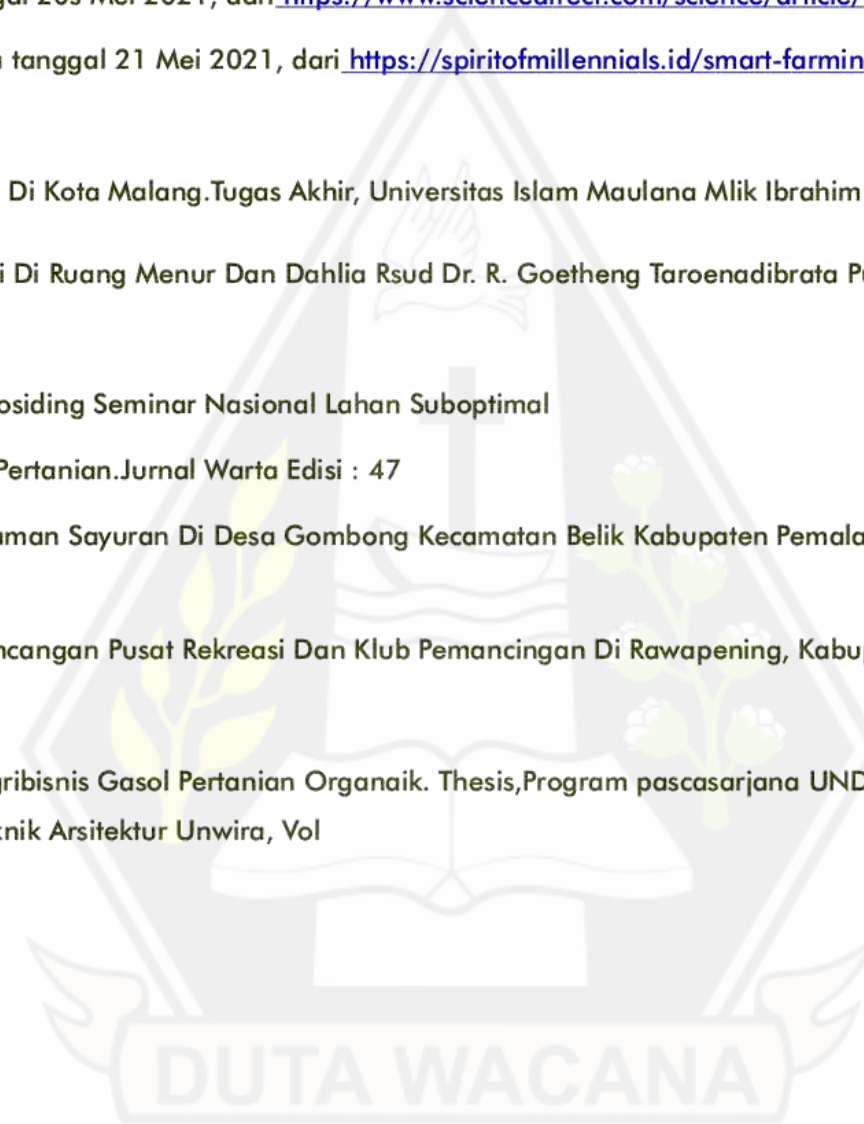 2021, dari https://www.sciencedirect.com/science/article/
tanggal 21 Mei 2021, dari https://spiritofmillennials.id/smart-farmin
Di Kota Malang.Tugas Akhir, Universitas Islam Maulana Mlik Ibrahim
i Di Ruang Menur Dan Dahlia Rsud Dr. R. Goetheng Taroenadibrata Pu
osiding Seminar Nasional Lahan Suboptimal
Pertanian.Jurnal Warta Edisi : 47
aman Sayuran Di Desa Gombong Kecamatan Belik Kabupaten Pemala
ncangan Pusat Rekreasi Dan Klub Pemancingan Di Rawapening, Kabup
gribisnis Gasol Pertanian Organaik. Thesis,Program pascasarjana UND
knik Arsitektur Unwira, Vol
DUTA WACANA